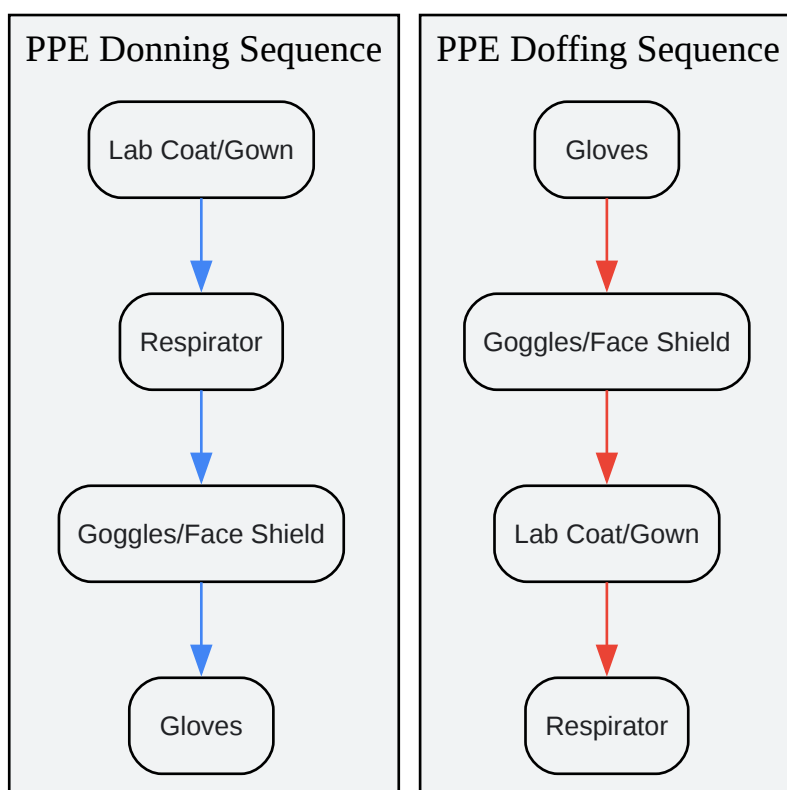 PPE Donning Sequence
Lab Coat/Gown
Respirator
Goggles/Face Shield
Gloves
PPE Doffing Sequence
Gloves
Goggles/Face Shield
Lab Coat/Gown
Respirator